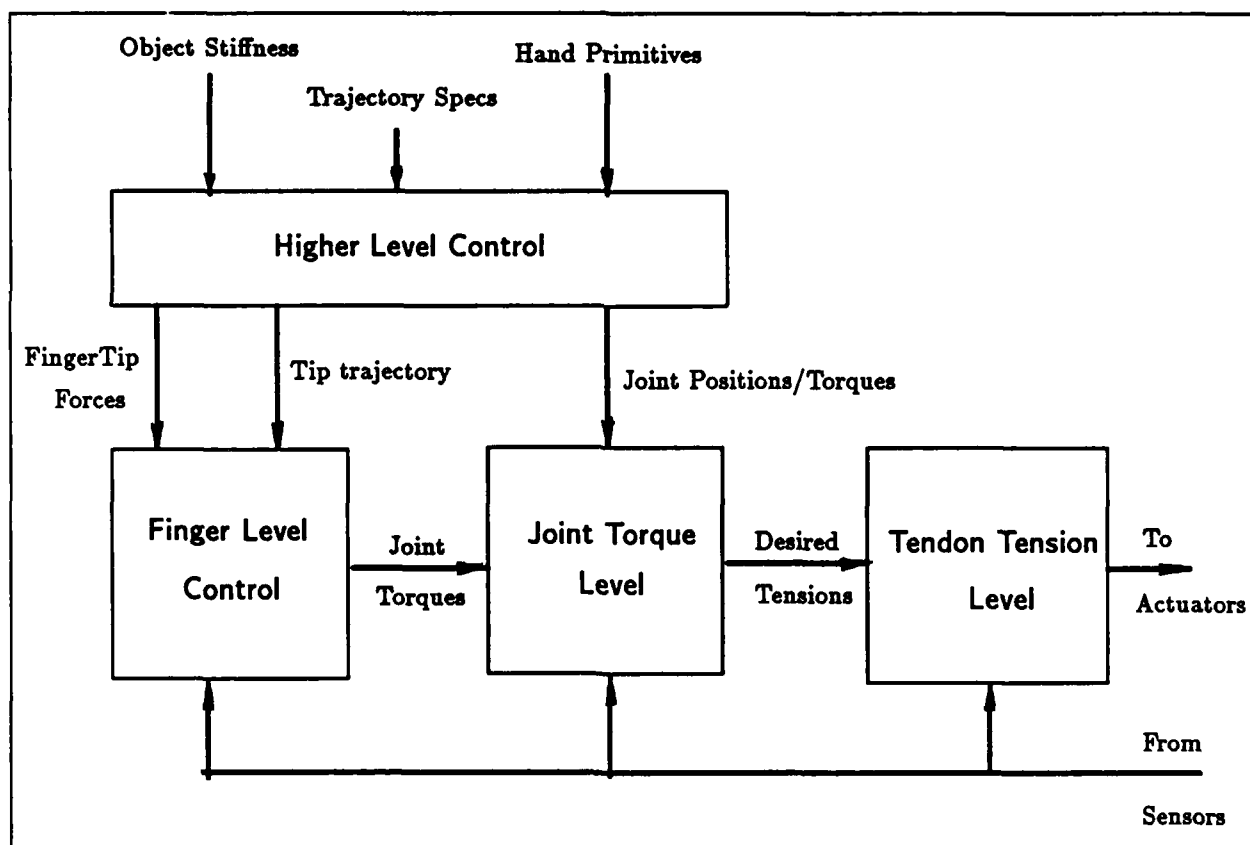 Object Stiffness
Hand Primitives
Trajectory Specs
Higher Level Control
FingerTip
Forces
Tip trajectory
Joint Positions/Torques
Finger Level
Control
Joint
Torques
Joint Torque
Level
Desired
Tensions
Tendon Tension
Level
To
Actuators
From
Sensors